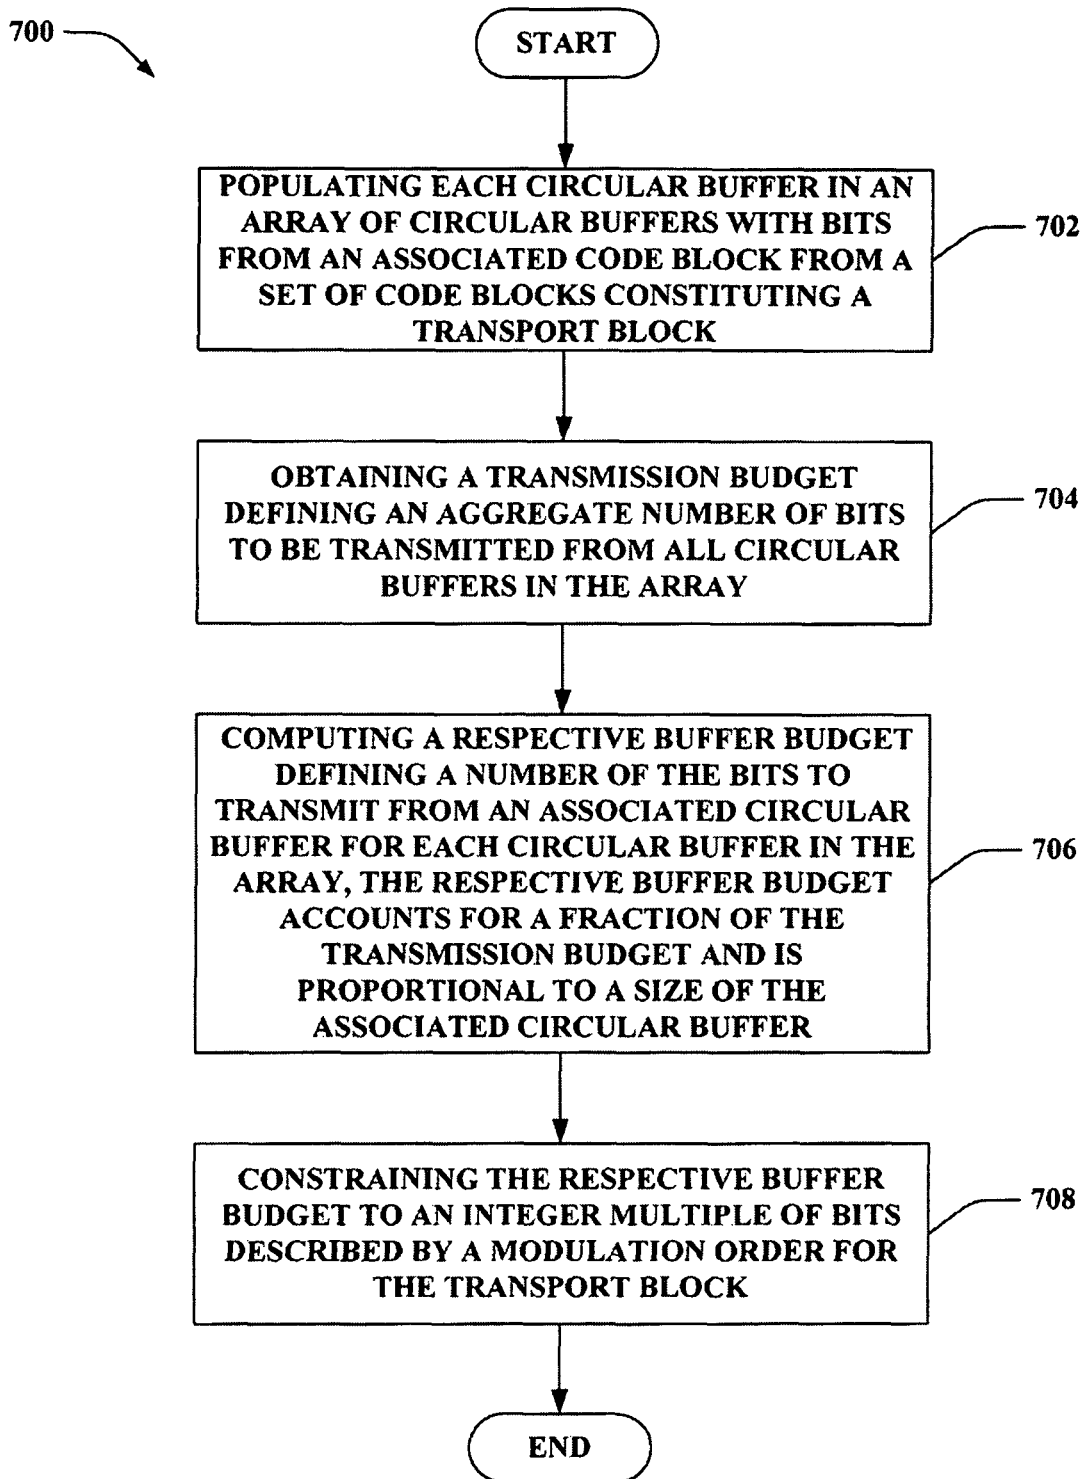 700
START
POPULATING EACH CIRCULAR BUFFER IN AN
ARRAY OF CIRCULAR BUFFERS WITH BITS
FROM AN ASSOCIATED CODE BLOCK FROM A
SET OF CODE BLOCKS CONSTITUTING A
TRANSPORT BLOCK
702
OBTAINING A TRANSMISSION BUDGET
DEFINING AN AGGREGATE NUMBER OF BITS
TO BE TRANSMITTED FROM ALL CIRCULAR
BUFFERS IN THE ARRAY
704
COMPUTING A RESPECTIVE BUFFER BUDGET
DEFINING A NUMBER OF THE BITS TO
TRANSMIT FROM AN ASSOCIATED CIRCULAR
BUFFER FOR EACH CIRCULAR BUFFER IN THE
ARRAY, THE RESPECTIVE BUFFER BUDGET
ACCOUNTS FOR A FRACTION OF THE
TRANSMISSION BUDGET AND IS
PROPORTIONAL TO A SIZE OF THE
ASSOCIATED CIRCULAR BUFFER
706
CONSTRAINING THE RESPECTIVE BUFFER
BUDGET TO AN INTEGER MULTIPLE OF BITS
DESCRIBED BY A MODULATION ORDER FOR
THE TRANSPORT BLOCK
708
END